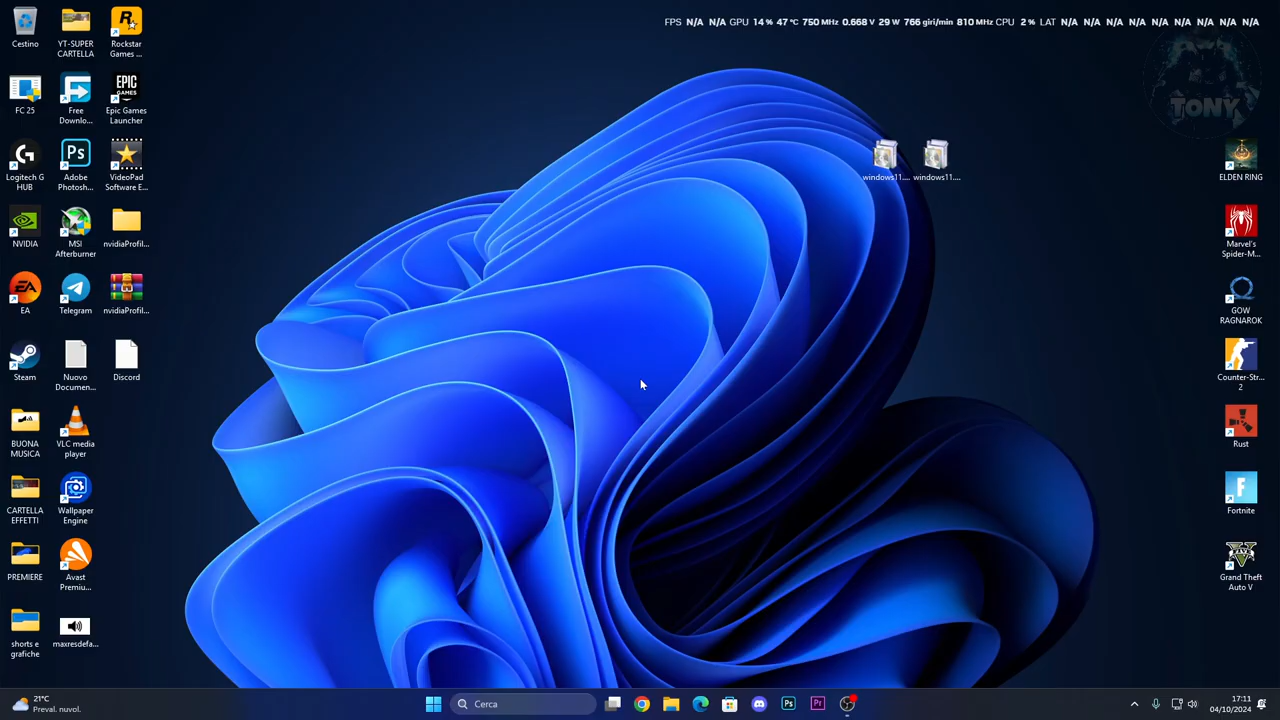 FPS N/A N/A GPU 14 % 47 °C 750 MHz 0.668 V 29 W 766 giri/min 810 MHz CPU 2 % LAT N/A N/A N/A N/A N/A N/A N/A N/A N/A
TONY
Cestino
YT-SUPER
CARTELLA
Rockstar
Games ...
FC 25
Free
Downlo...
EPIC
GAMES
Epic Games
Launcher
Logitech G
HUB
Ps
Adobe
Photosh...
VideoPad
Software E...
NVIDIA
MSI
Afterburner
nvidiaProfil...
EA
EA
Telegram
nvidiaProfil...
Steam
Nuovo
Documen...
Discord
BUONA
MUSICA
VLC media
player
CARTELLA
EFFETTI
Wallpaper
Engine
PREMIERE
Avast
Premiu...
shorts e
grafiche
maxresdefa...
windows11....
windows11....
ELDEN RING
Marvel's
Spider-M...
GOW
RAGNAROK
Counter-Str...
2
Rust
Fortnite
Grand Theft
Auto V
21°C
Preval. nuvol.
Cerca
Ps
Pr
17:11
04/10/2024